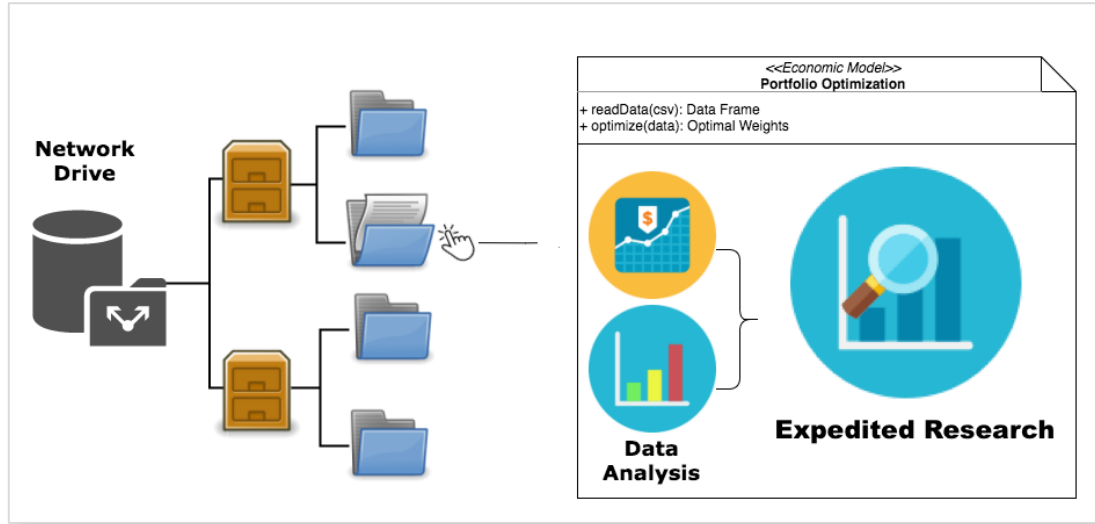 Network
Drive
<<Economic Model>>
Portfolio Optimization
+ readData(csv): Data Frame
+ optimize(data): Optimal Weights
$
Data
Analysis
Expedited Research